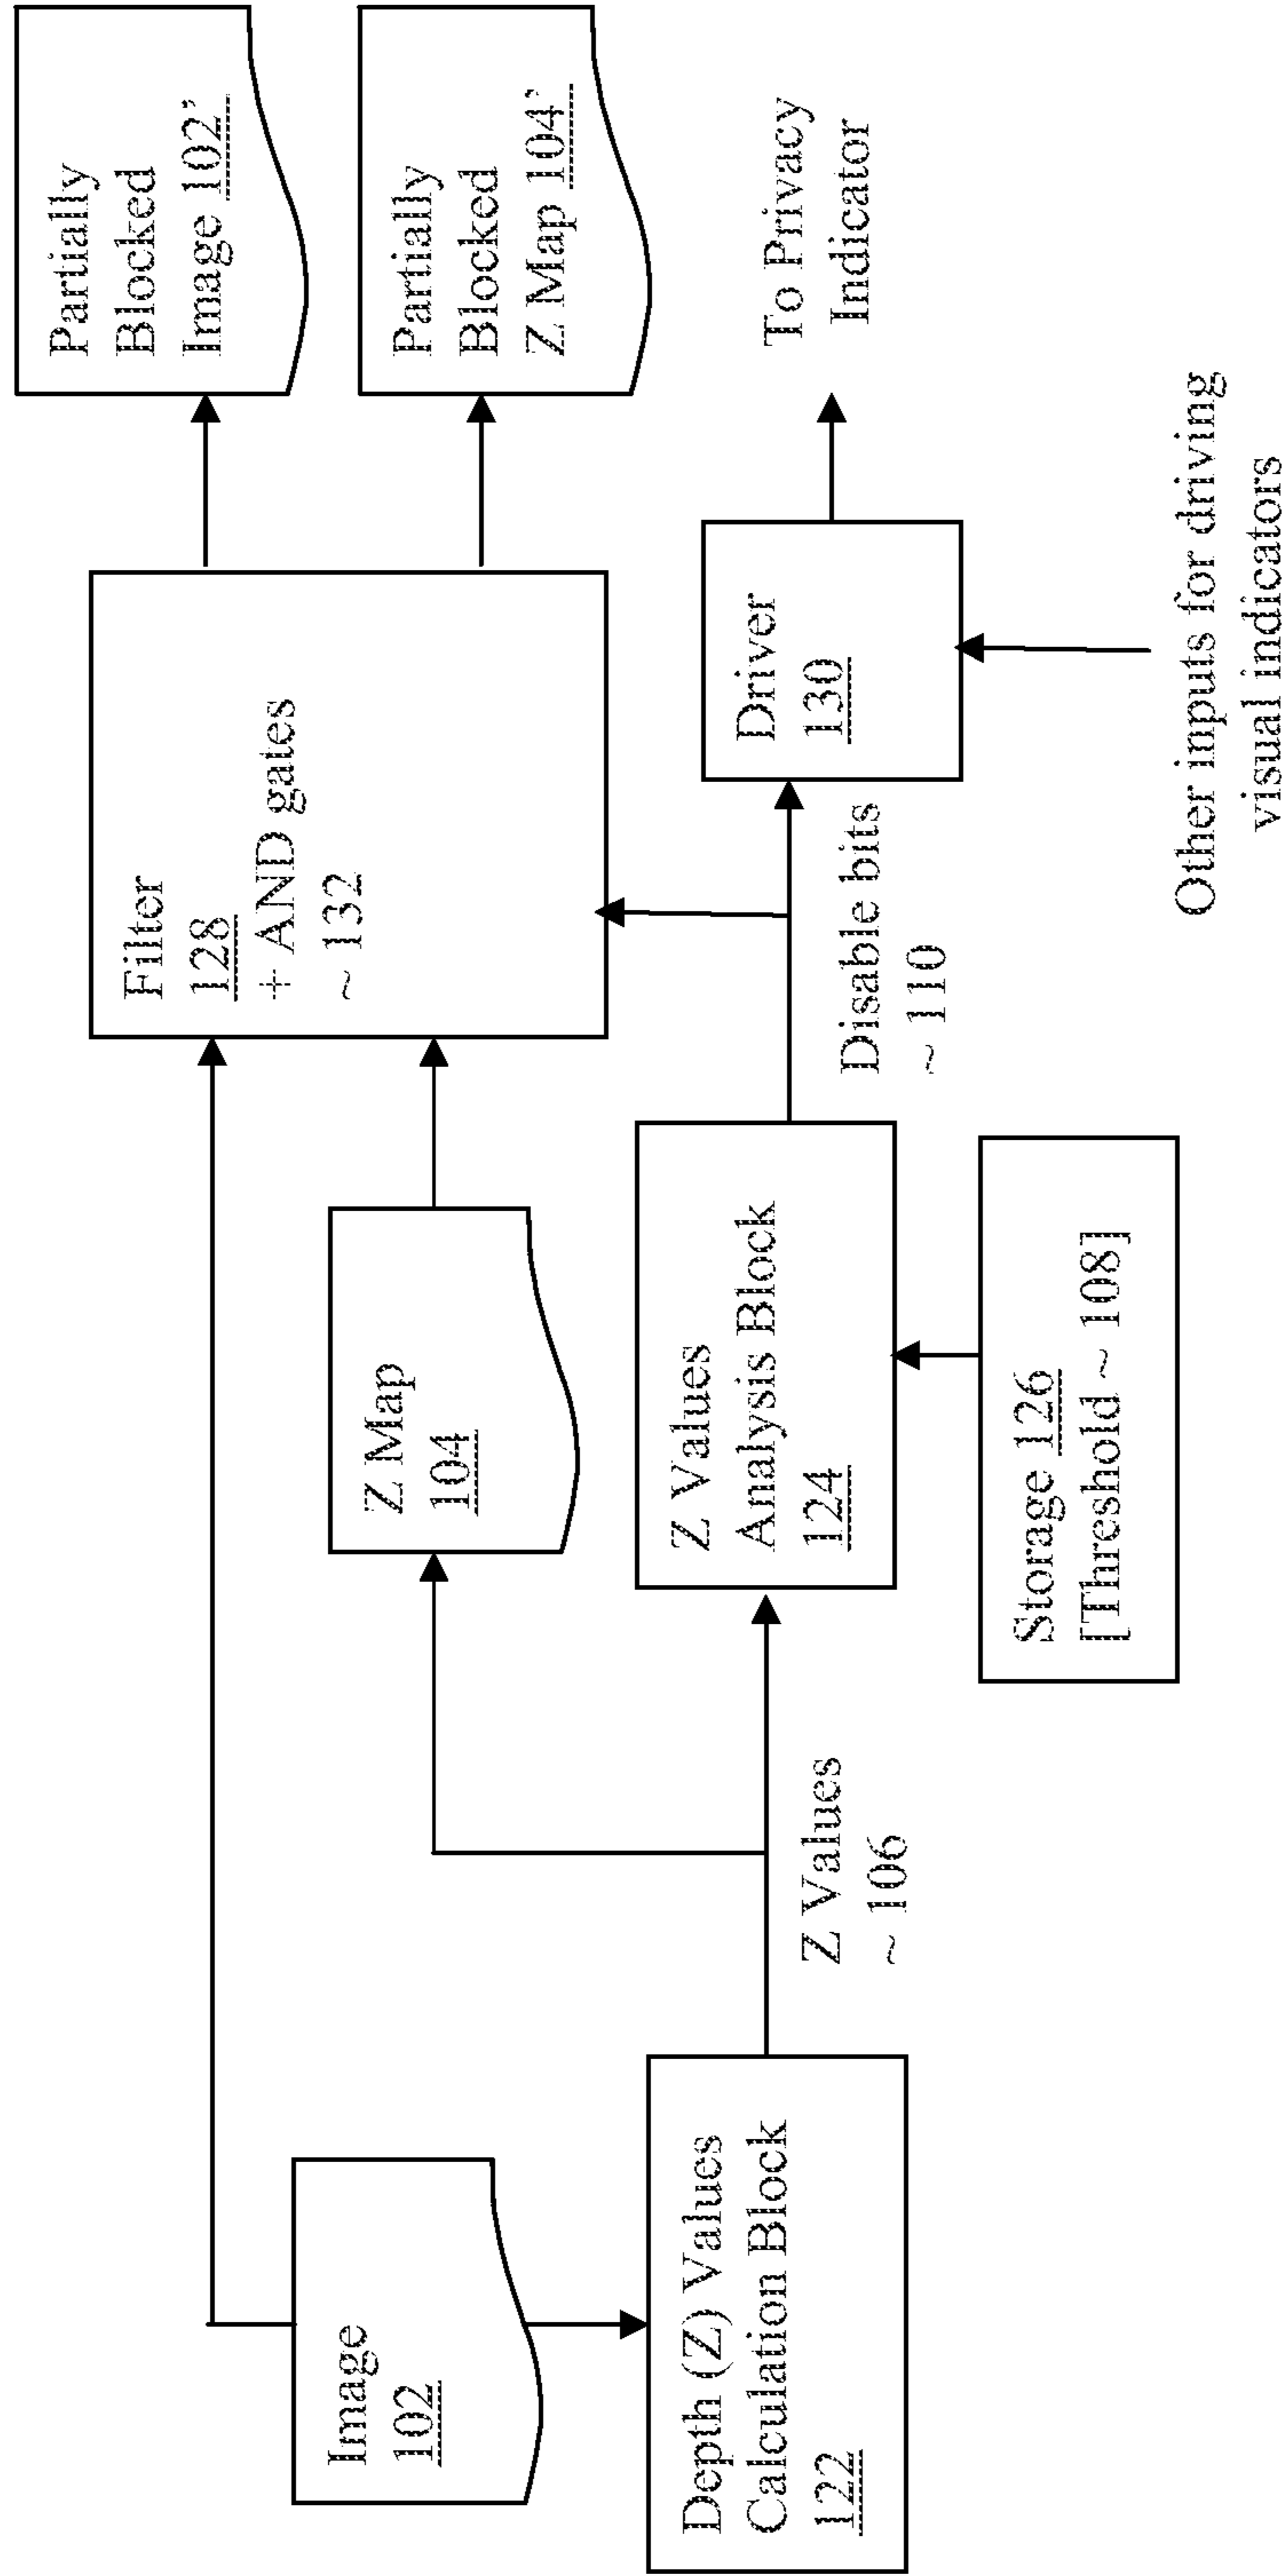 Image
102
Depth (Z) Values
Calculation Block
122
Z Values
~ 106
Z Map
104
Z Values
Analysis Block
124
Storage 126
[Threshold ~ 108]
Disable bits
~ 110
Filter
128
+ AND gates
~ 132
Driver
130
Other inputs for driving
visual indicators
Partially
Blocked
Image 102’
Partially
Blocked
Z Map 104’
To Privacy
Indicator